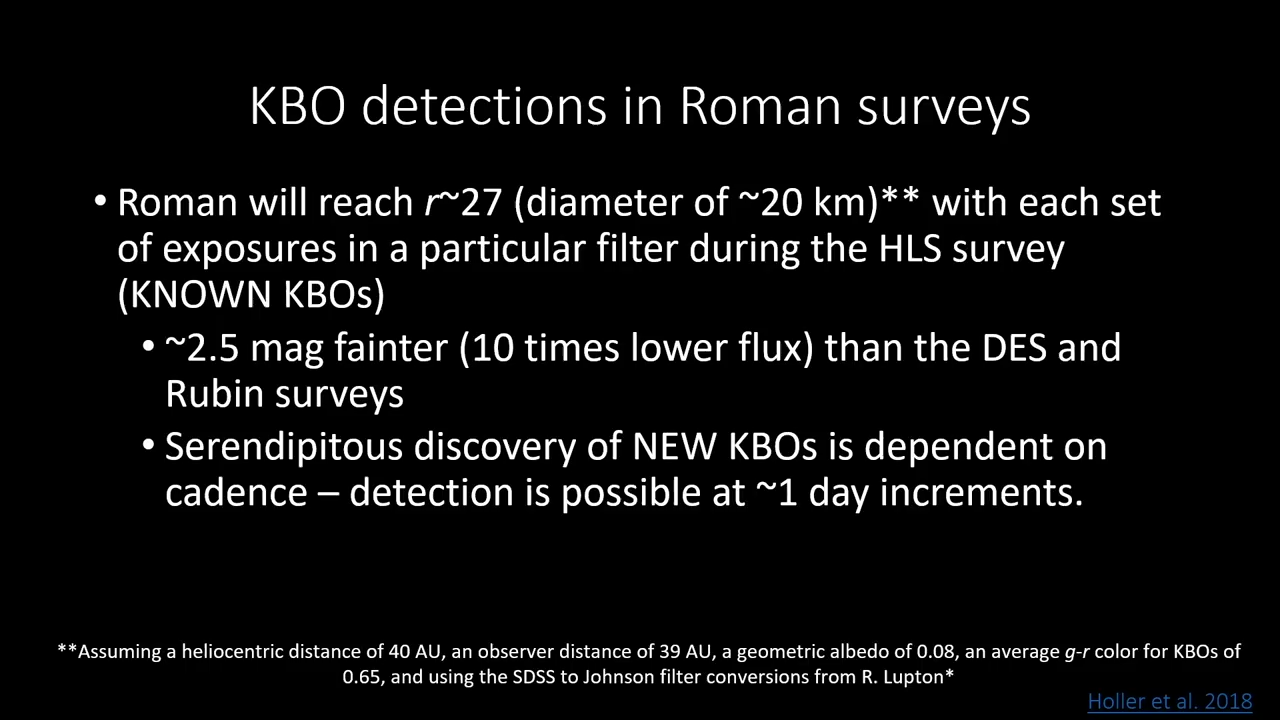 KBO detections in Roman surveys
• Roman will reach r~27 (diameter of ~20 km)** with each set
of exposures in a particular filter during the HLS survey
(KNOWN KBOs)
• ~2.5 mag fainter (10 times lower flux) than the DES and
Rubin surveys
• Serendipitous discovery of NEW KBOs is dependent on
cadence – detection is possible at ~1 day increments.
**Assuming a heliocentric distance of 40 AU, an observer distance of 39 AU, a geometric albedo of 0.08, an average g-r color for KBOs of
0.65, and using the SDSS to Johnson filter conversions from R. Lupton*
Holler et al. 2018